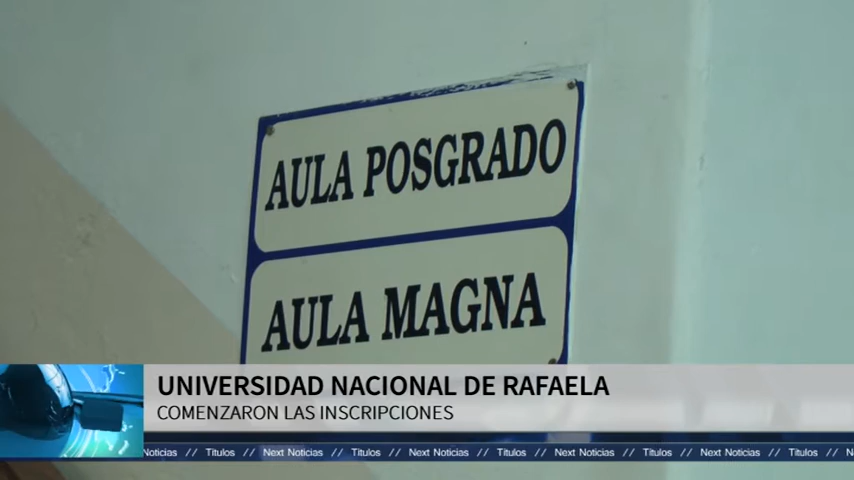 AULA POSGRADO
AULA MAGNA
UNIVERSIDAD NACIONAL DE RAFAELA
COMENZARON LAS INSCRIPCIONES
Noticias // Titulos // Next Noticias // Titulos // Next Noticias // Titulos // Next Noticias // Titulos // Next Noticias // Titulos // N